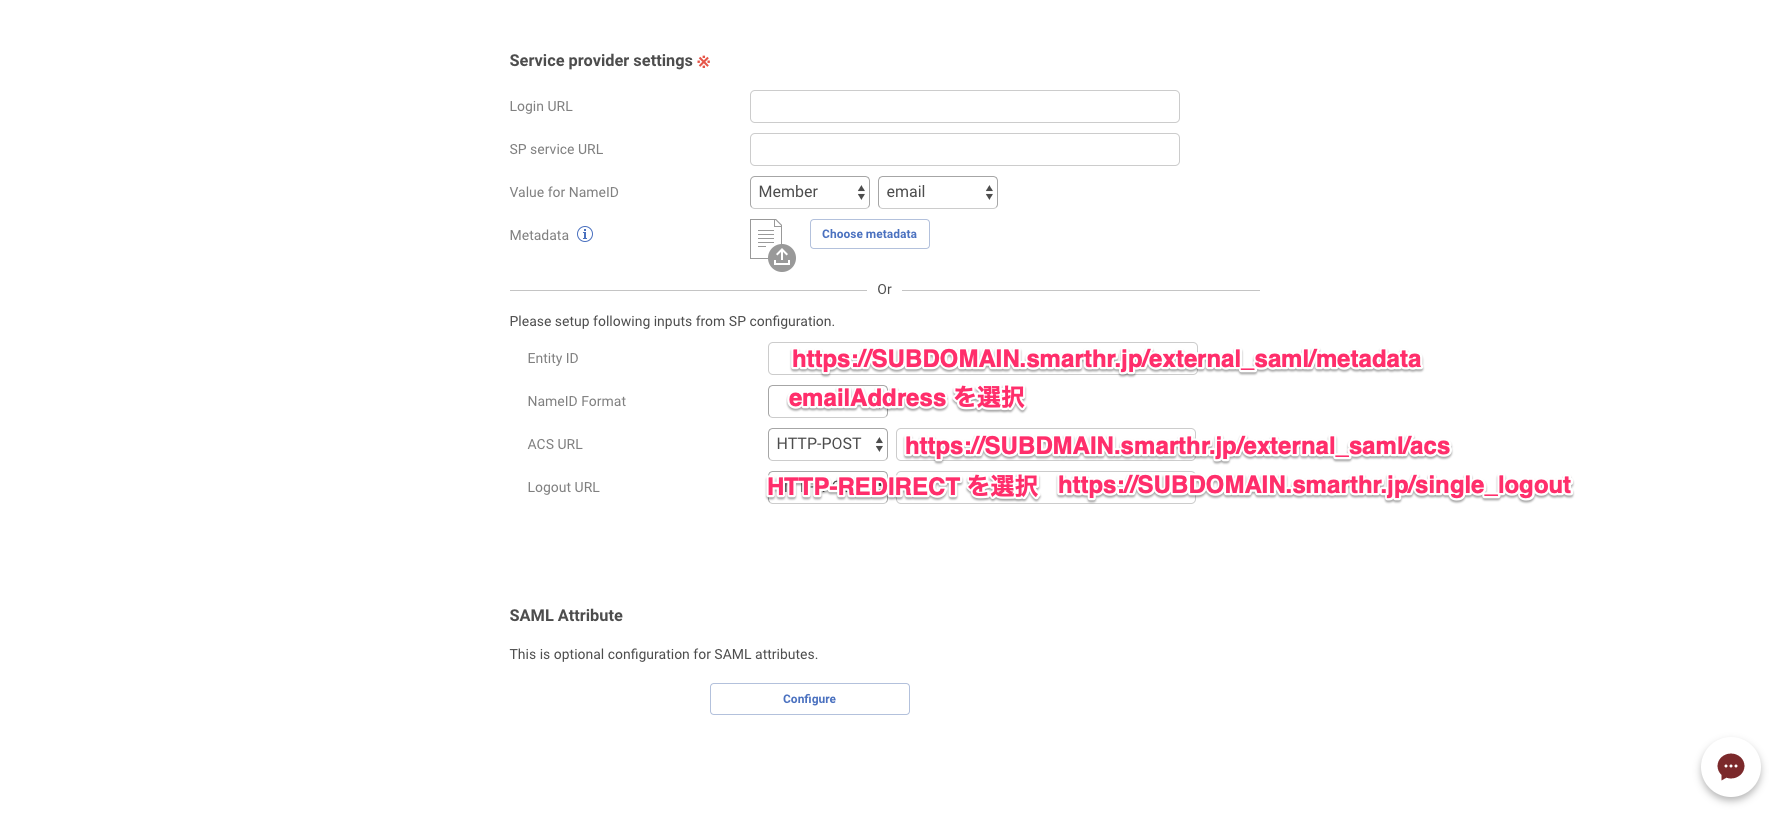 Service provider settings ※
Login URL
SP service URL
Value for NameID Member email
Metadata Choose metadata
Or
Please setup following inputs from SP configuration.
Entity ID https://SUBDOMAIN.smarthr.jp/external_saml/metadata
NameID Format emailAddress を選択
ACS URL HTTP-POST https://SUBDMAIN.smarthr.jp/external_saml/acs
Logout URL HTTP-REDIRECT を選択 https://SUBDOMAIN.smarthr.jp/single_logout
SAML Attribute
This is optional configuration for SAML attributes.
Configure